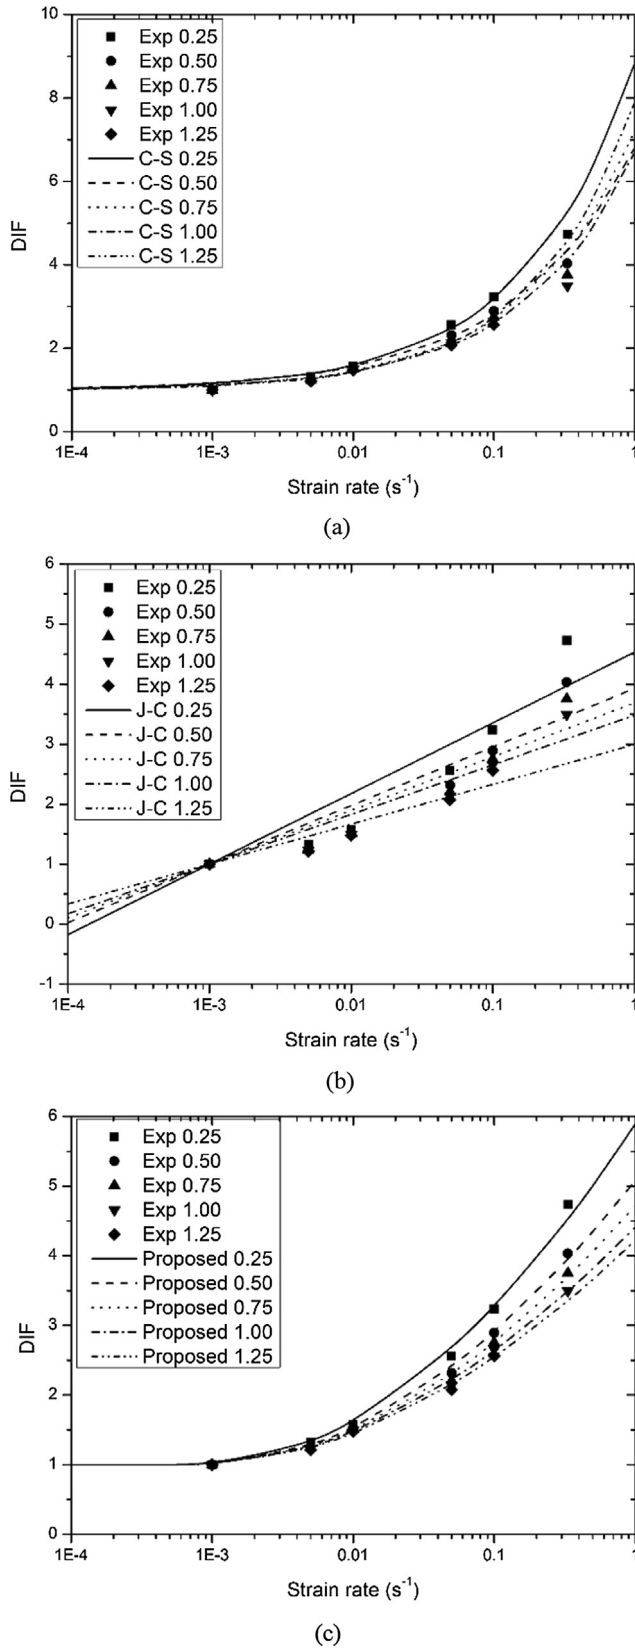 Exp 0.25
Exp 0.50
Exp 0.75
Exp 1.00
Exp 1.25
C-S 0.25
C-S 0.50
C-S 0.75
C-S 1.00
C-S 1.25
10
8
6
4
2
0
DIF
1E-4 1E-3 0.01 0.1 1
Strain rate (s⁻¹)
(a)
Exp 0.25
Exp 0.50
Exp 0.75
Exp 1.00
Exp 1.25
J-C 0.25
J-C 0.50
J-C 0.75
J-C 1.00
J-C 1.25
6
5
4
3
2
1
0
-1
DIF
1E-4 1E-3 0.01 0.1 1
Strain rate (s⁻¹)
(b)
Exp 0.25
Exp 0.50
Exp 0.75
Exp 1.00
Exp 1.25
Proposed 0.25
Proposed 0.50
Proposed 0.75
Proposed 1.00
Proposed 1.25
6
5
4
3
2
1
0
DIF
1E-4 1E-3 0.01 0.1 1
Strain rate (s⁻¹)
(c)